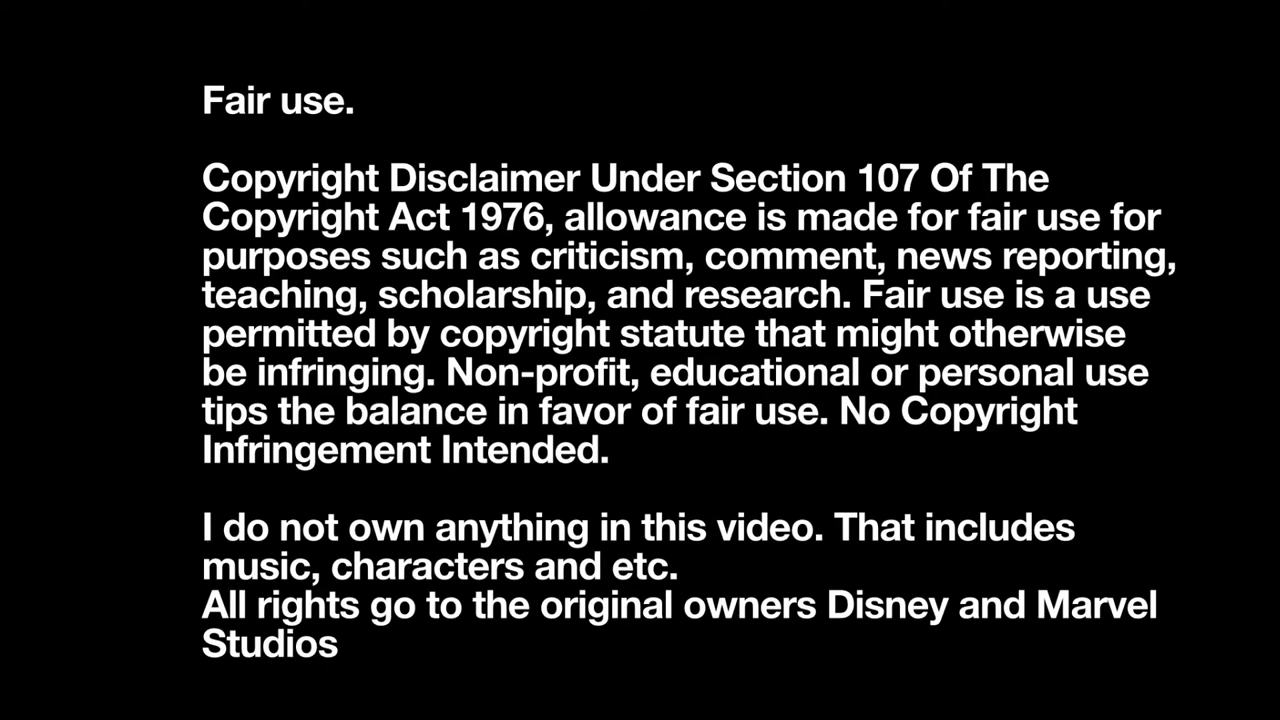 Fair use.
Copyright Disclaimer Under Section 107 Of The
Copyright Act 1976, allowance is made for fair use for
purposes such as criticism, comment, news reporting,
teaching, scholarship, and research. Fair use is a use
permitted by copyright statute that might otherwise
be infringing. Non-profit, educational or personal use
tips the balance in favor of fair use. No Copyright
Infringement Intended.
I do not own anything in this video. That includes
music, characters and etc.
All rights go to the original owners Disney and Marvel
Studios